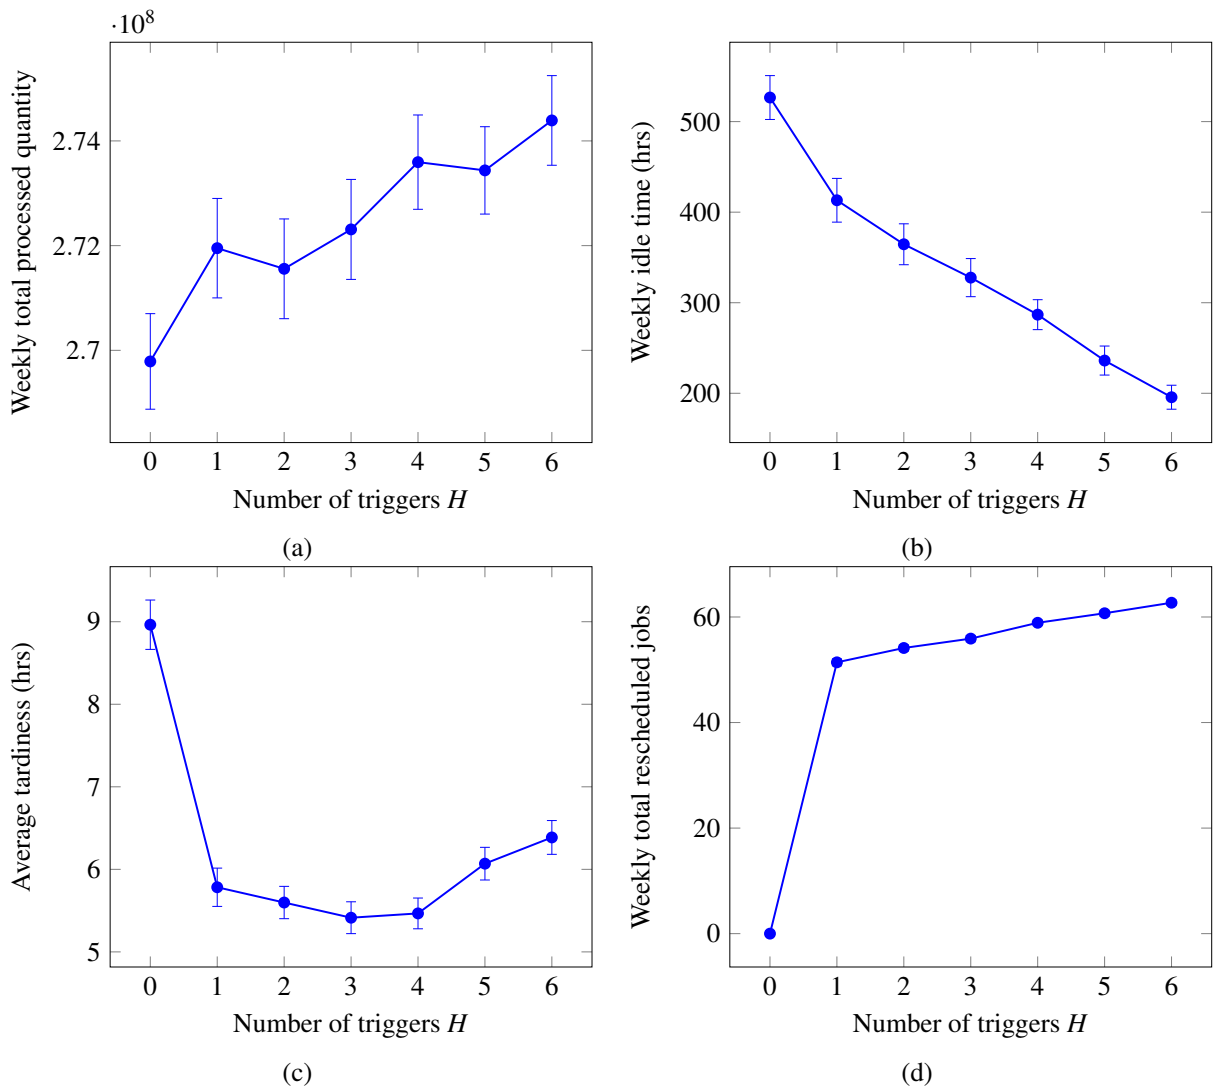 ·10⁸
Weekly total processed quantity
2.74
2.72
2.7
0 1 2 3 4 5 6
Number of triggers H
(a)
Weekly idle time (hrs)
500
400
300
200
0 1 2 3 4 5 6
Number of triggers H
(b)
Average tardiness (hrs)
9
8
7
6
5
0 1 2 3 4 5 6
Number of triggers H
(c)
Weekly total rescheduled jobs
60
40
20
0
0 1 2 3 4 5 6
Number of triggers H
(d)